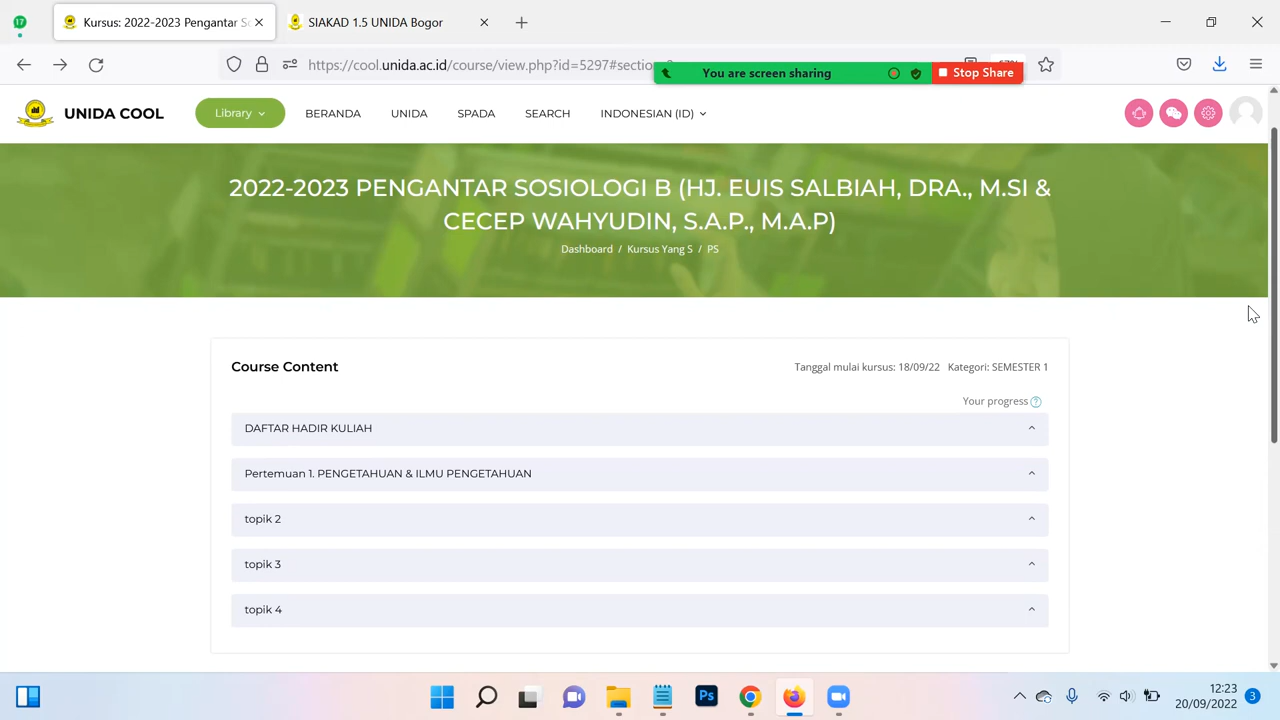 17
Kursus: 2022-2023 Pengantar So
SIAKAD 1.5 UNIDA Bogor
https://cool.unida.ac.id/course/view.php?id=5297#sectio
You are screen sharing
Stop Share
UNIDA COOL
Library
BERANDA
UNIDA
SPADA
SEARCH
INDONESIAN (ID)
2022-2023 PENGANTAR SOSIOLOGI B (HJ. EUIS SALBIAH, DRA., M.SI &
CECEP WAHYUDIN, S.A.P., M.A.P)
Dashboard / Kursus Yang S / PS
Course Content
Tanggal mulai kursus: 18/09/22 Kategori: SEMESTER 1
Your progress
DAFTAR HADIR KULIAH
Pertemuan 1. PENGETAHUAN & ILMU PENGETAHUAN
topik 2
topik 3
topik 4
Ps
12:23
20/09/2022
3